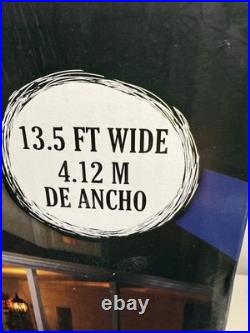 13.5 FT WIDE
4.12 M
DE ANCHO